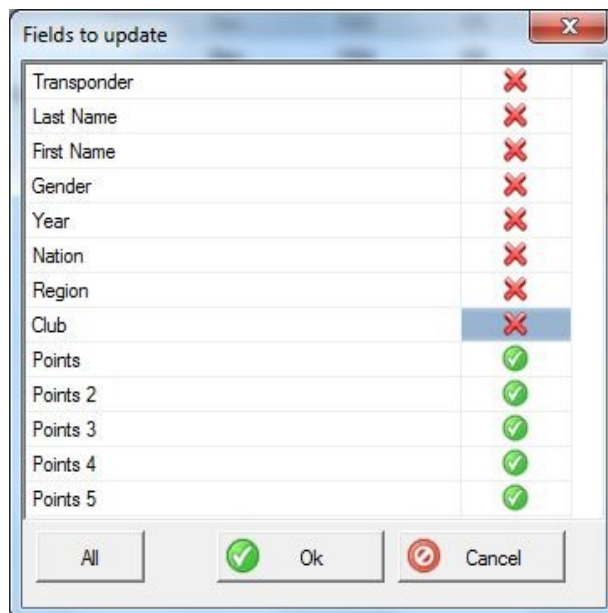 Fields to update
Transponder
Last Name
First Name
Gender
Year
Nation
Region
Club
Points
Points 2
Points 3
Points 4
Points 5
All Ok Cancel